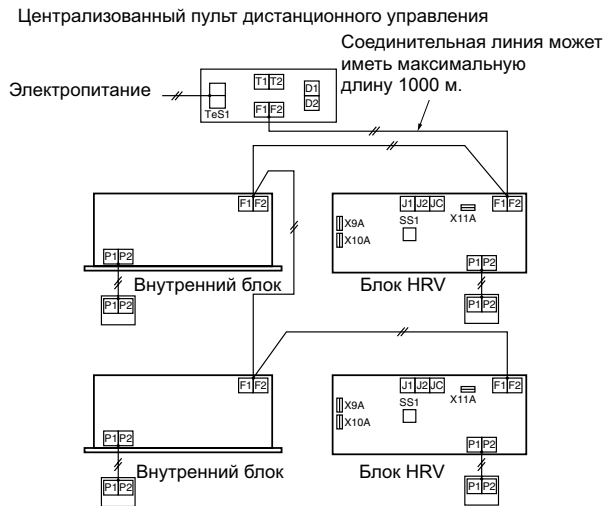 Централизованный пульт дистанционного управления
Соединительная линия может
иметь максимальную
длину 1000 м.
Электропитание
TeS1
T1 T2
F1 F2
D1
D2
F1 F2
P1 P2
P1 P2
Внутренний блок
J1 J2 JC
X11A
F1 F2
X9A
X10A
SS1
P1 P2
P1 P2
Блок HRV
F1 F2
P1 P2
P1 P2
Внутренний блок
J1 J2 JC
X11A
F1 F2
X9A
X10A
SS1
P1 P2
P1 P2
Блок HRV